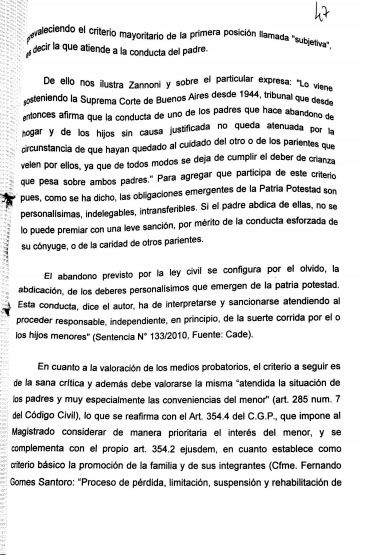 47
prevaleciendo el criterio mayoritario de la primera posición llamada "subjetiva",
es decir la que atiende a la conducta del padre.
De ello nos ilustra Zannoni y sobre el particular expresa: "Lo viene
sosteniendo la Suprema Corte de Buenos Aires desde 1944, tribunal que desde
entonces afirma que la conducta de uno de los padres que hace abandono de
hogar y de los hijos sin causa justificada no queda atenuada por la
circunstancia de que hayan quedado al cuidado del otro o de los parientes que
velen por ellos, ya que de todos modos se deja de cumplir el deber de crianza
que pesa sobre ambos padres." Para agregar que participa de este criterio
pues, como se ha dicho, las obligaciones emergentes de la Patria Potestad son
personalísimas, indelegables, intransferibles. Si el padre abdica de ellas, no se
lo puede premiar con una leve sanción, por mérito de la conducta esforzada de
su cónyuge, o de la caridad de otros parientes.
El abandono previsto por la ley civil se configura por el olvido, la
abdicación, de los deberes personalísimos que emergen de la patria potestad.
Esta conducta, dice el autor, ha de interpretarse y sancionarse atendiendo al
proceder responsable, independiente, en principio, de la suerte corrida por el o
los hijos menores" (Sentencia N° 133/2010, Fuente: Cade).
En cuanto a la valoración de los medios probatorios, el criterio a seguir es
de la sana crítica y además debe valorarse la misma "atendida la situación de
los padres y muy especialmente las conveniencias del menor" (art. 285 num. 7
del Código Civil), lo que se reafirma con el Art. 354.4 del C.G.P., que impone al
Magistrado considerar de manera prioritaria el interés del menor, y se
complementa con el propio art. 354.2 ejusdem, en cuanto establece como
criterio básico la promoción de la familia y de sus integrantes (Cfme. Fernando
Gomes Santoro: "Proceso de pérdida, limitación, suspensión y rehabilitación de